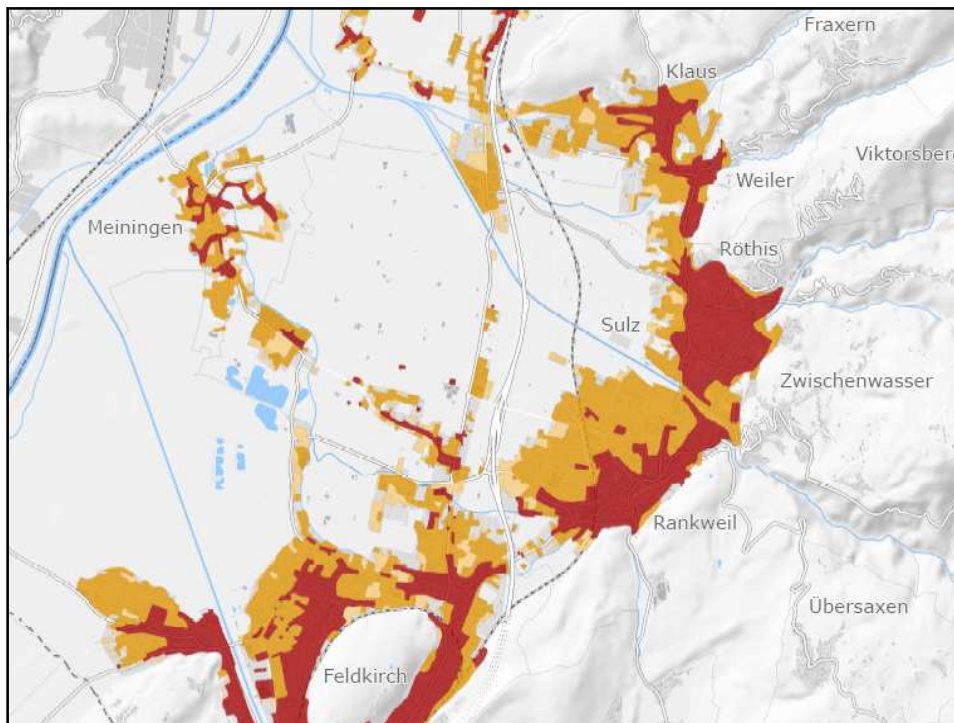 Fraxern
Klaus
Viktorsberg
Weiler
Meiningen
Röthis
Sulz
Zwischenwasser
Rankweil
Übersaxen
Feldkirch